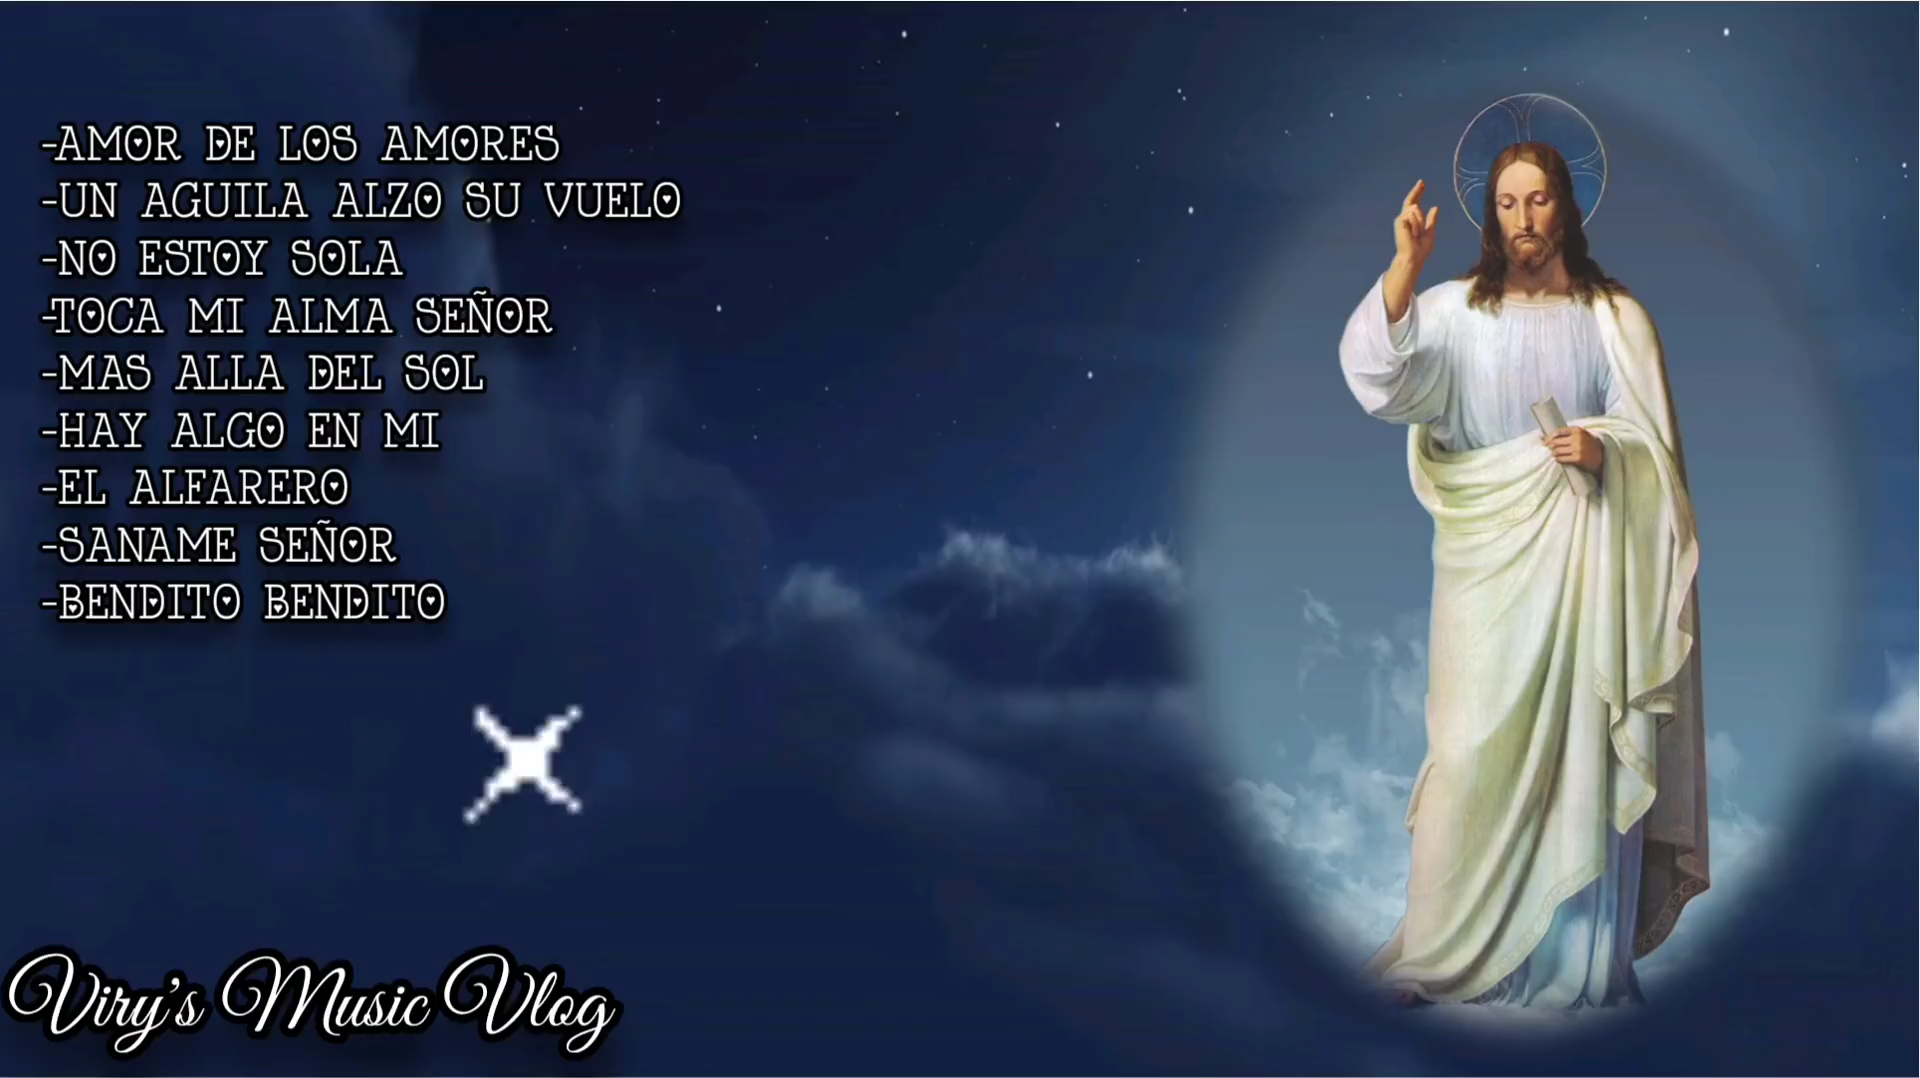 -AMOR DE LOS AMORES
-UN AGUILA ALZO SU VUELO
-NO ESTOY SOLA
-TOCA MI ALMA SEÑOR
-MAS ALLA DEL SOL
-HAY ALGO EN MI
-EL ALFARERO
-SANAME SEÑOR
-BENDITO BENDITO
Viry's Music Vlog